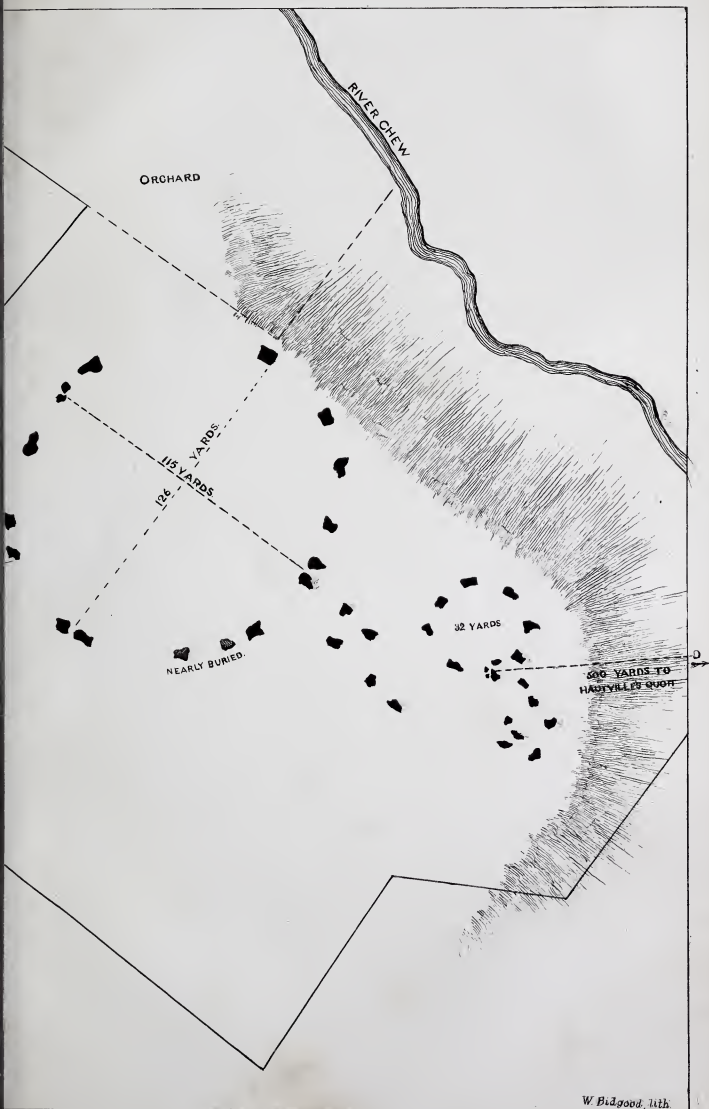 RIVER CHEW
ORCHARD
115 YARDS.
126 YARDS.
32 YARDS
NEARLY BURIED.
D
500 YARDS TO
HAUTVILLE'S QUOIT
W. Bidgood, lith.